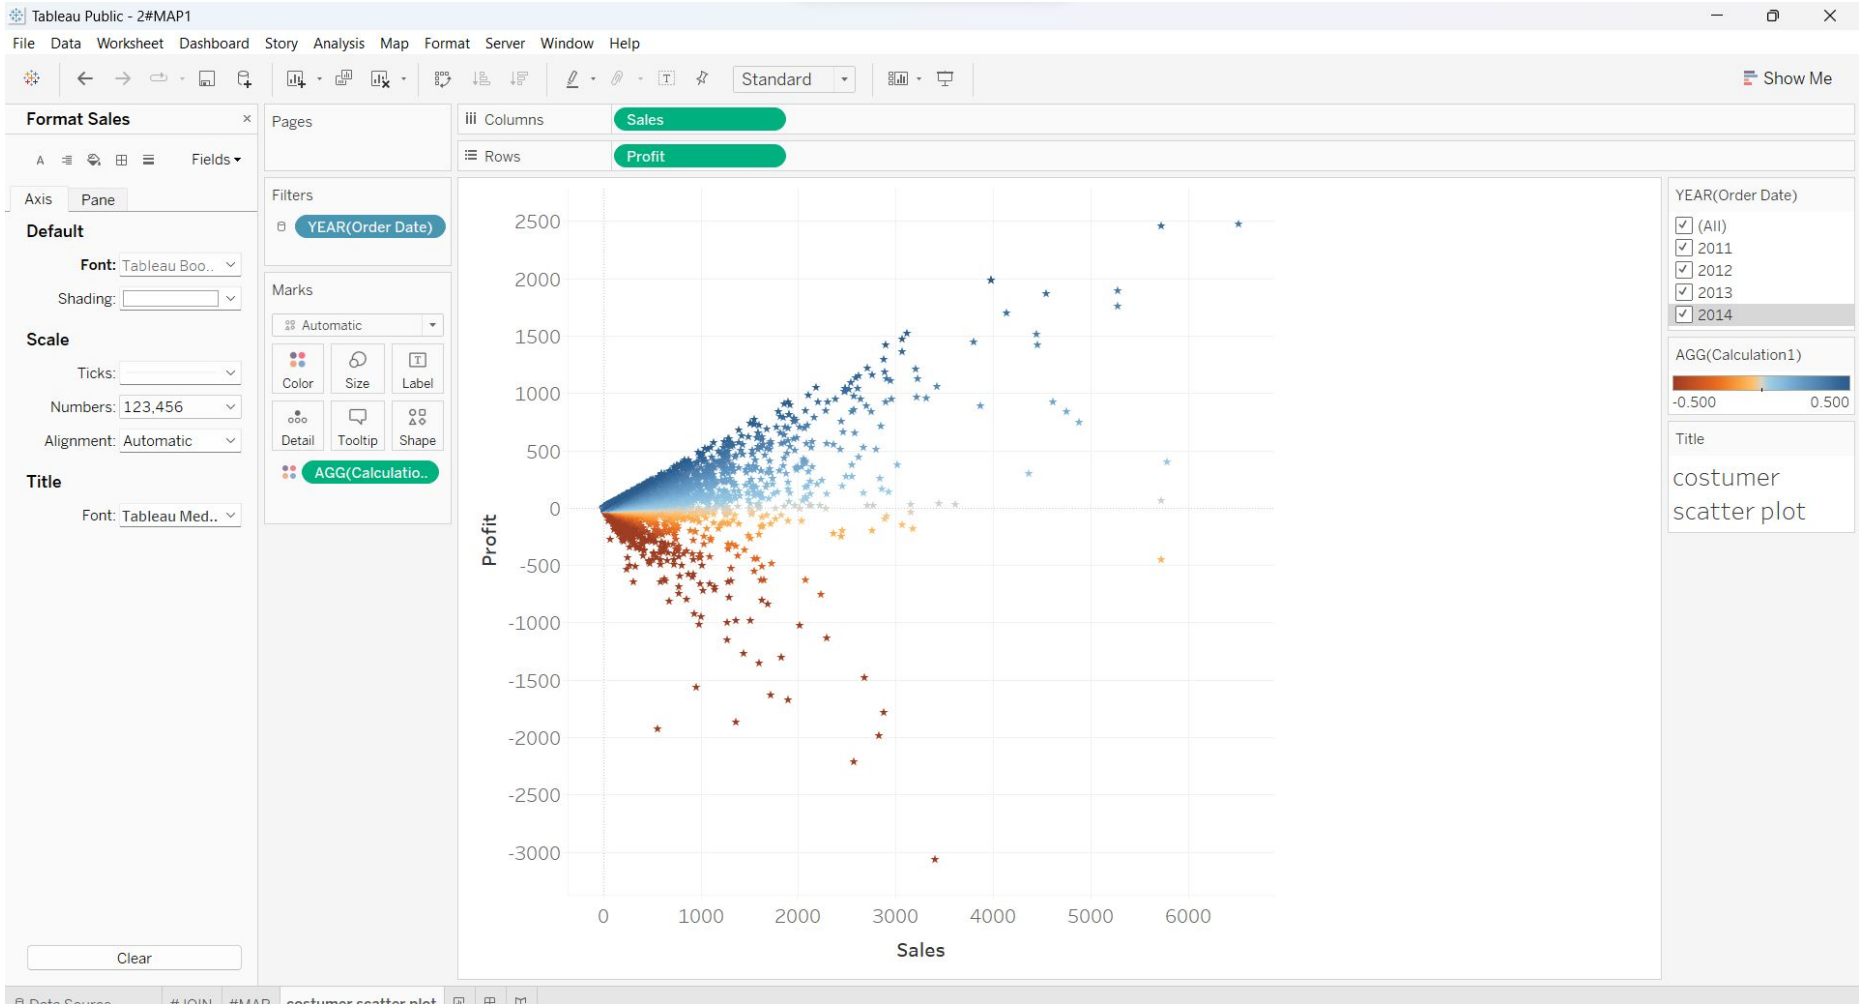 Tableau Public - 2#MAP1
File Data Worksheet Dashboard Story Analysis Map Format Server Window Help
Standard
Show Me
Format Sales
Fields
Axis Pane
Default
Font: Tableau Boo..
Shading:
Scale
Ticks:
Numbers: 123,456
Alignment: Automatic
Title
Font: Tableau Med..
Clear
Pages
Filters
YEAR(Order Date)
Marks
Automatic
Color Size Label
Detail Tooltip Shape
AGG(Calculatio..
Columns Sales
Rows Profit
2500
2000
1500
1000
500
0
-500
-1000
-1500
-2000
-2500
-3000
Profit
0 1000 2000 3000 4000 5000 6000
Sales
YEAR(Order Date)
(All)
2011
2012
2013
2014
AGG(Calculation1)
-0.500 0.500
Title
costumer
scatter plot
Data Source #JOIN #MAP costumer scatter plot